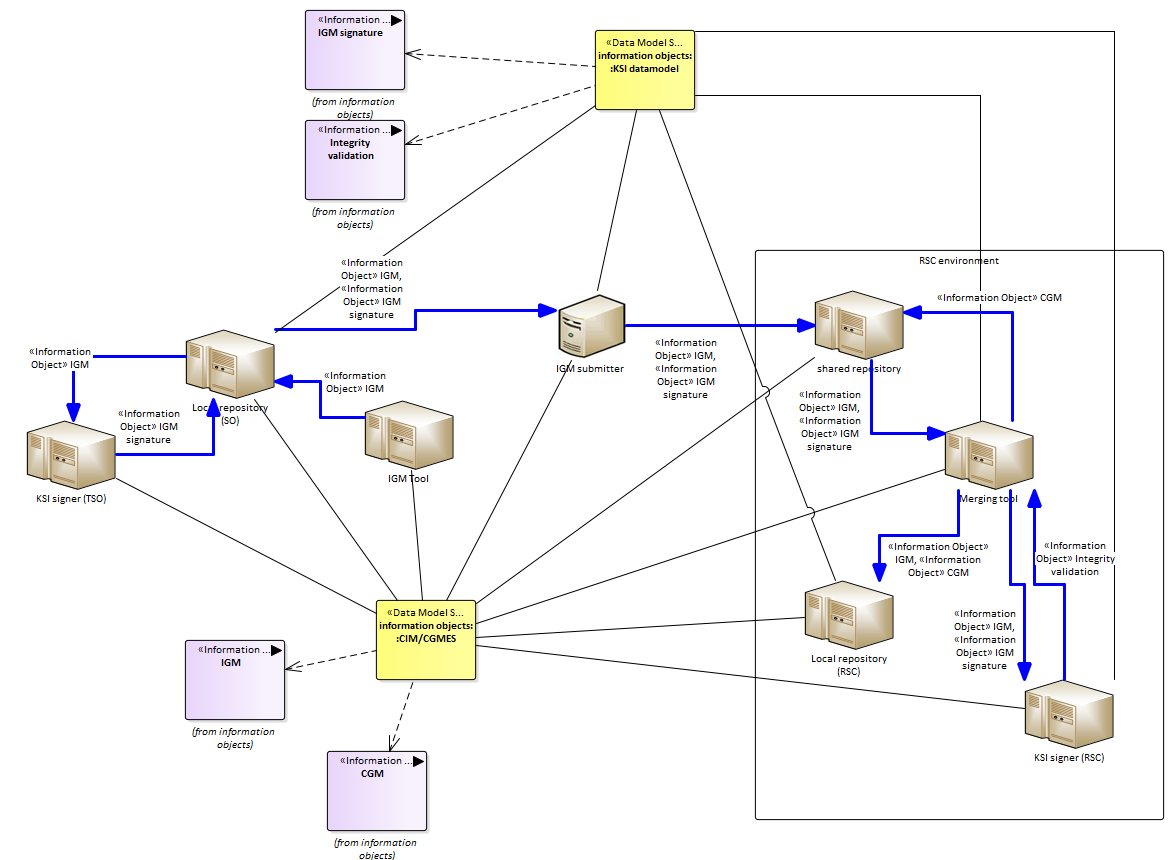 «Information ...
IGM signature
(from information
objects)
«Information ...
Integrity
validation
(from information
objects)
«Data Model S...
information objects:
:KSI datamodel
«Information
Object» IGM,
«Information
Object» IGM
signature
RSC environment
«Information Object» CGM
IGM submitter
shared repository
«Information
Object» IGM,
«Information
Object» IGM
signature
«Information
Object» IGM
«Information
Object» IGM
Local repository
(SO)
«Information
Object» IGM
signature
«Information
Object» IGM,
«Information
Object» IGM
signature
IGM Tool
KSI signer (TSO)
Merging tool
«Information Object»
IGM, «Information
Object» CGM
«Information
Object» Integrity
validation
«Information
Object» IGM,
«Information
Object» IGM
signature
Local repository
(RSC)
KSI signer (RSC)
«Data Model S...
information objects:
:CIM/CGMES
«Information ...
IGM
(from information
objects)
«Information ...
CGM
(from information
objects)